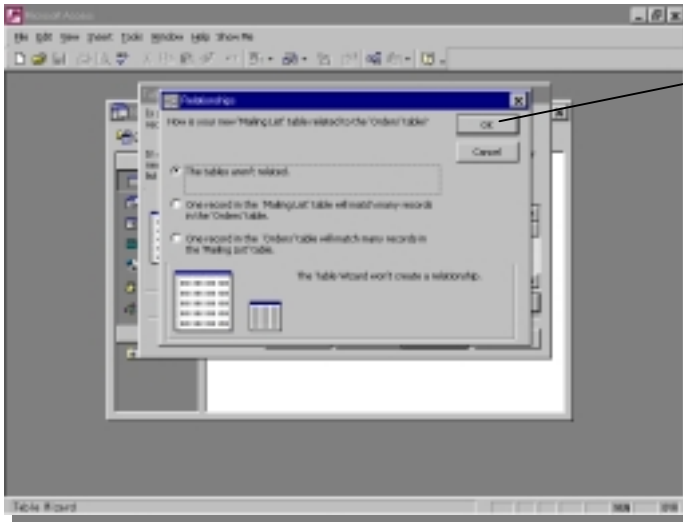 Microsoft Access
File Edit View Insert Tools Window Help Show Me
Relationships
How is your new 'Mailing List' table related to the 'Orders' table?
OK
Cancel
The tables aren't related.
One record in the 'Mailing List' table will match many records
in the 'Orders' table.
One record in the 'Orders' table will match many records in
the 'Mailing List' table.
The Table Wizard won't create a relationship.
Table Wizard
NUM